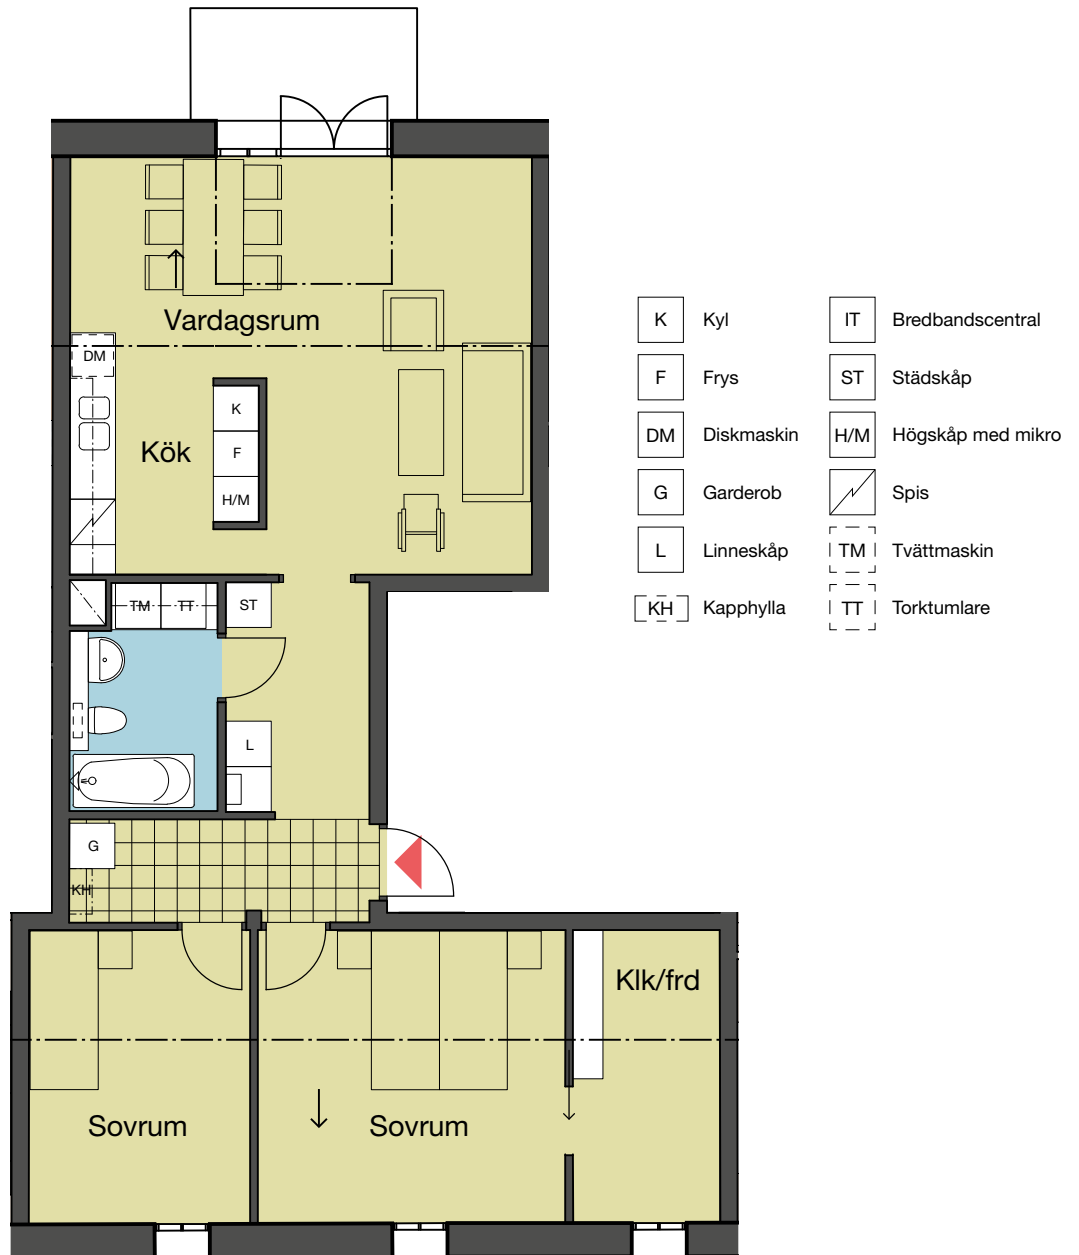 Vardagsrum
DM
K
Kök
F
H/M
TM
TT
ST
L
G
KH
Klk/frd
Sovrum
Sovrum
K Kyl
F Frys
DM Diskmaskin
G Garderob
L Linneskåp
KH Kapphylla
IT Bredbandscentral
ST Städskåp
H/M Högskåp med mikro
Spis
TM Tvättmaskin
TT Torktumlare